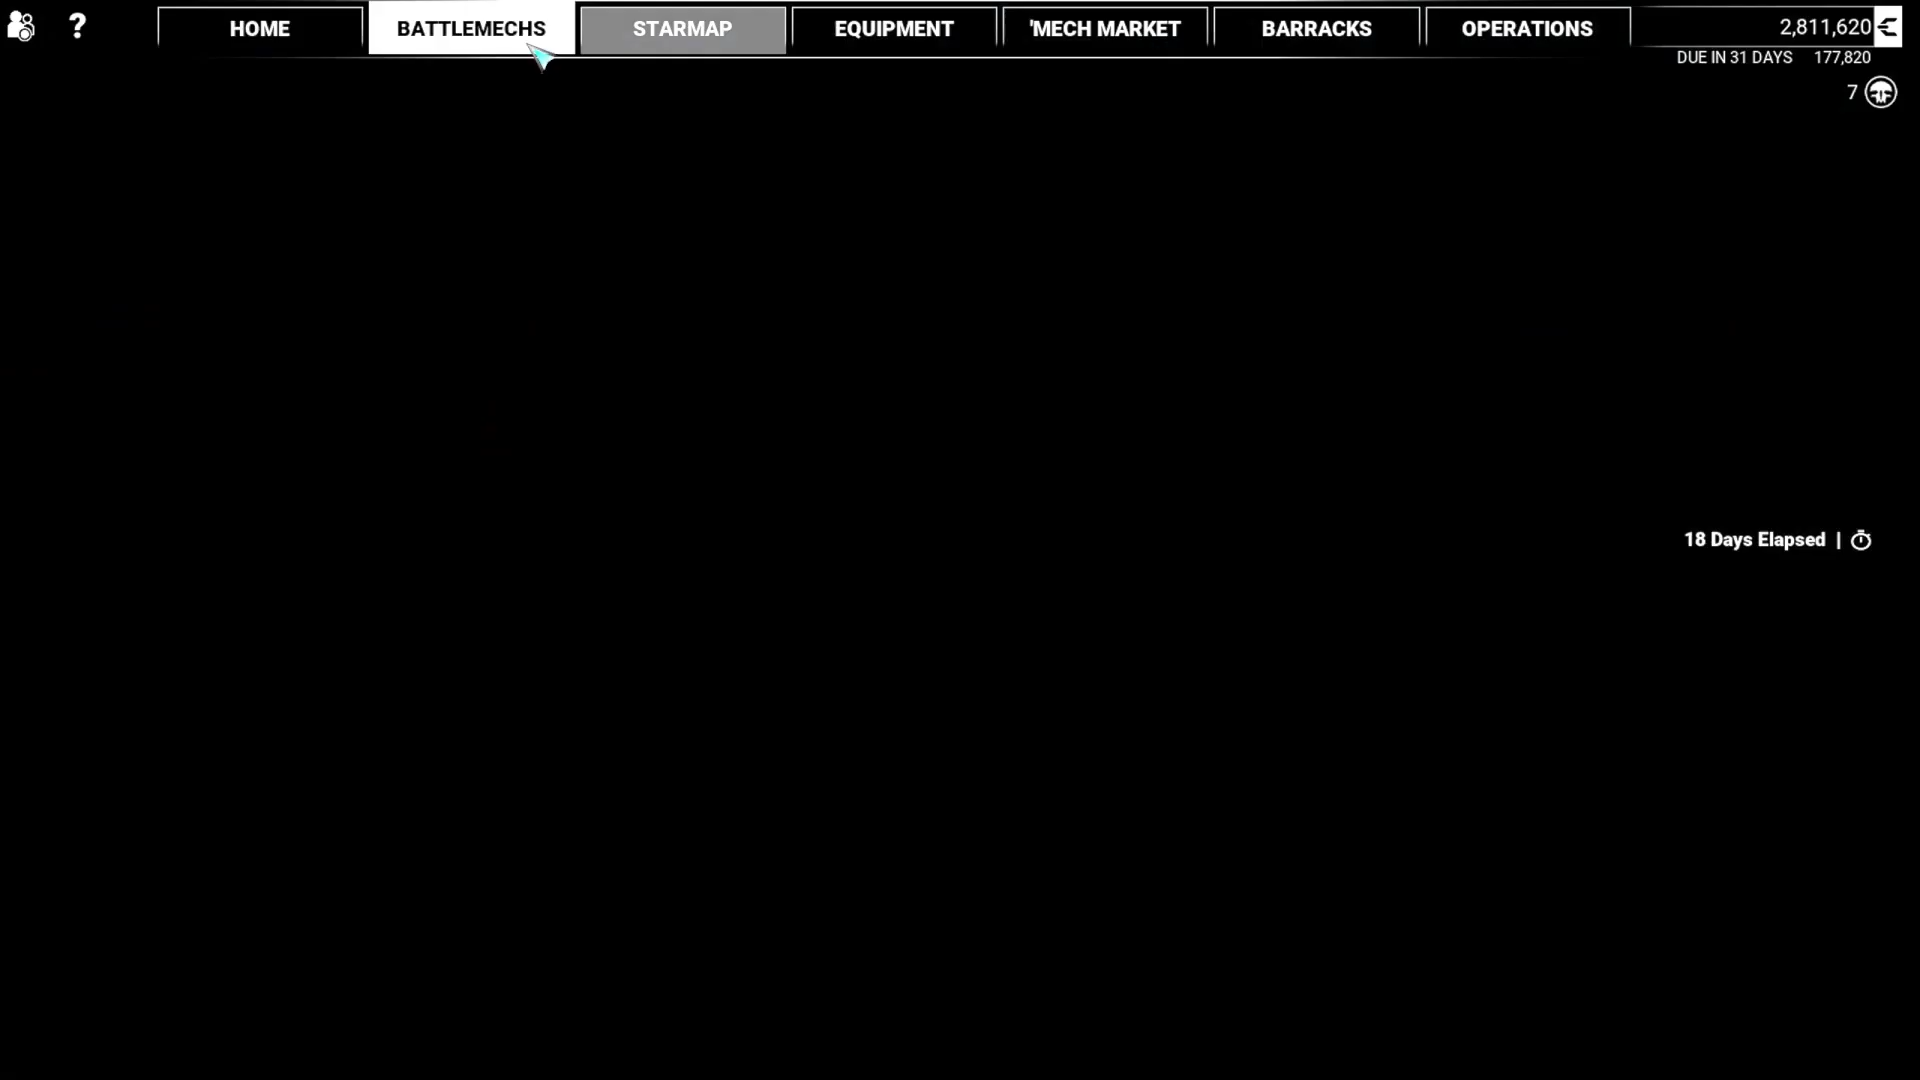 ? HOME BATTLEMECHS STARMAP EQUIPMENT 'MECH MARKET BARRACKS OPERATIONS 2,811,620
DUE IN 31 DAYS 177,820
7
18 Days Elapsed |